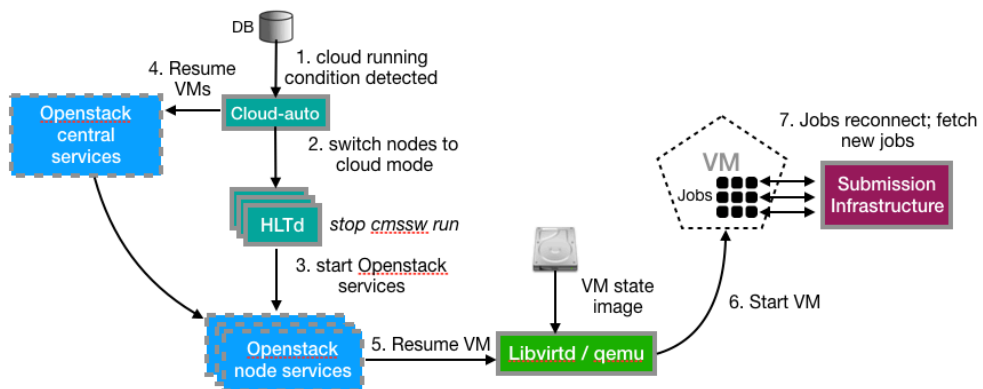 DB
1. cloud running
condition detected
4. Resume
VMs
Openstack
central
services
Cloud-auto
2. switch nodes to
cloud mode
7. Jobs reconnect; fetch
new jobs
VM
Jobs
Submission
Infrastructure
HLTd
stop cmssw run
3. start Openstack
services
VM state
image
6. Start VM
Openstack
node services
5. Resume VM
Libvirtd / qemu